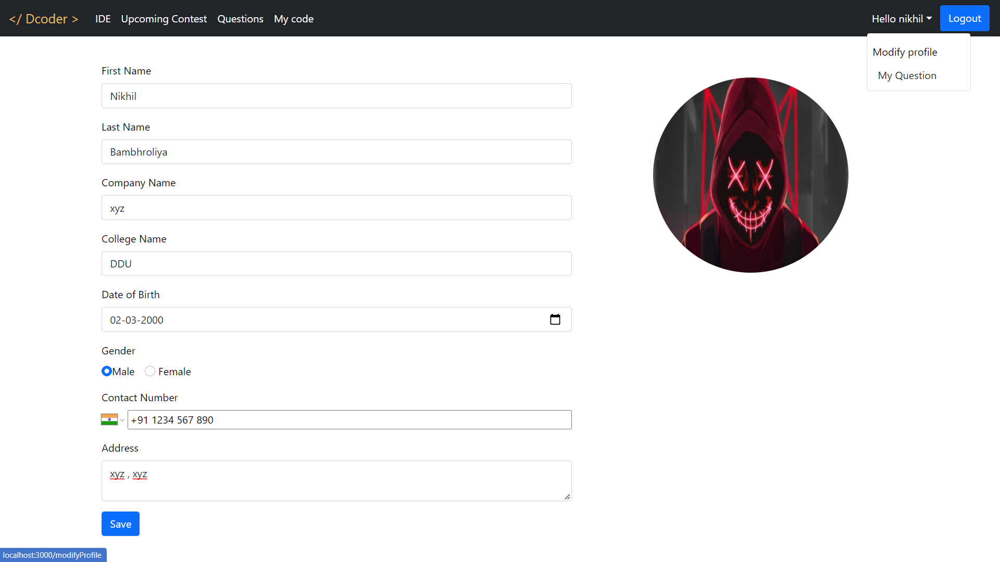 </ Dcoder > IDE Upcoming Contest Questions My code Hello nikhil Logout
Modify profile
My Question
First Name
Nikhil
Last Name
Bambhroliya
Company Name
xyz
College Name
DDU
Date of Birth
02-03-2000
Gender
Male Female
Contact Number
+91 1234 567 890
Address
xyz , xyz
Save
localhost:3000/modifyProfile